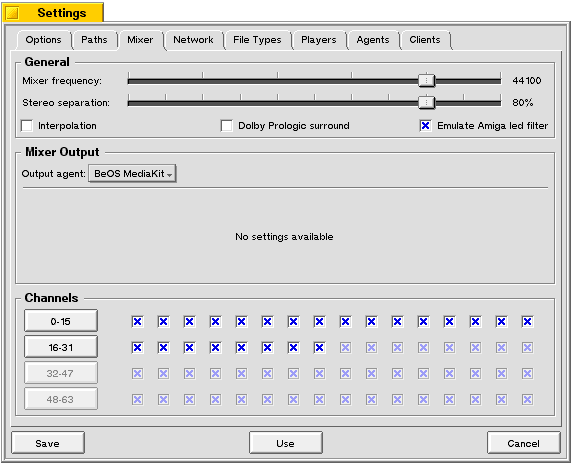 Settings
Options Paths Mixer Network File Types Players Agents Clients
General
Mixer frequency: 44100
Stereo separation: 80%
Interpolation Dolby Prologic surround Emulate Amiga led filter
Mixer Output
Output agent: BeOS MediaKit
No settings available
Channels
0-15
16-31
32-47
48-63
Save Use Cancel